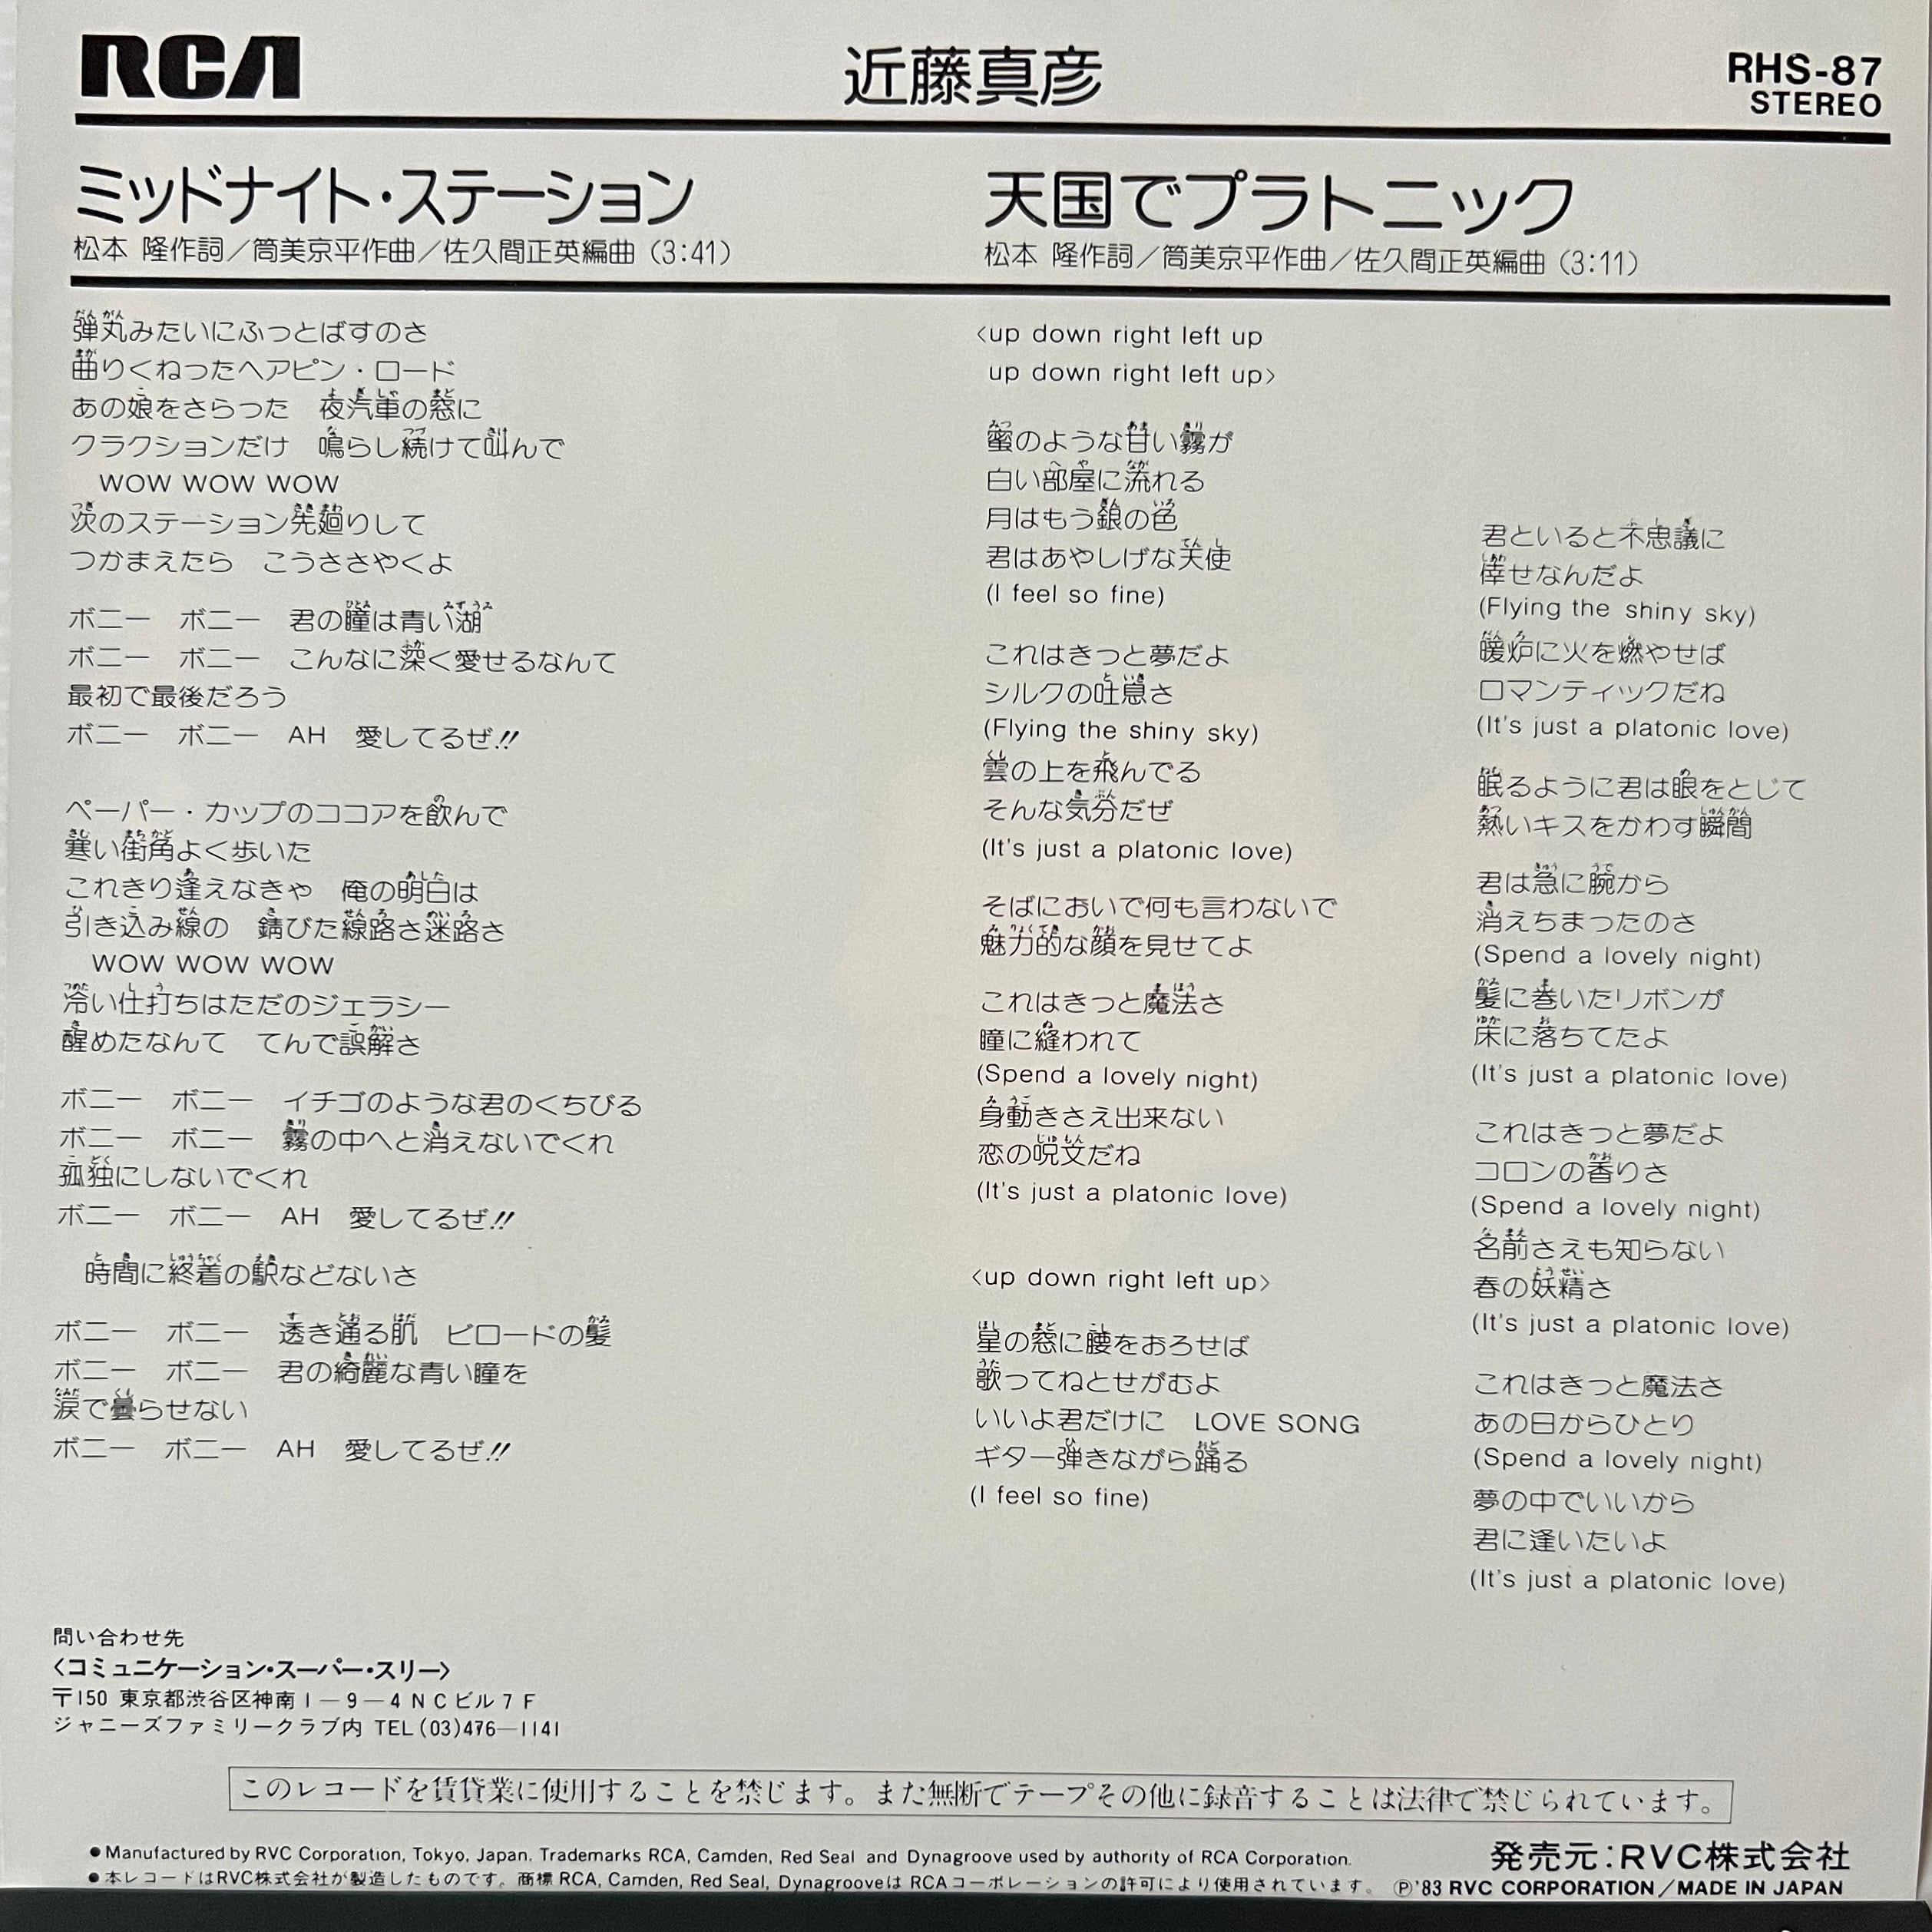 RCA
近藤真彦
RHS-87
STEREO
ミッドナイト・ステーション
松本 隆作詞／筒美京平作曲／佐久間正英編曲（3:41）
弾丸みたいにふっとばすのさ
曲りくねったヘアピン・ロード
あの娘をさらった　夜汽車の窓に
クラクションだけ　鳴らし続けて叫んで
WOW WOW WOW
次のステーション先廻りして
つかまえたら　こうささやくよ
ボニー　ボニー　君の瞳は青い湖
ボニー　ボニー　こんなに深く愛せるなんて
最初で最後だろう
ボニー　ボニー　AH　愛してるぜ!!
ペーパー・カップのココアを飲んで
寒い街角よく歩いた
これきり逢えなきゃ　俺の明日は
引き込み線の　錆びた線路さ迷路さ
WOW WOW WOW
冷い仕打ちはただのジェラシー
醒めたなんて　てんで誤解さ
ボニー　ボニー　イチゴのような君のくちびる
ボニー　ボニー　霧の中へと消えないでくれ
孤独にしないでくれ
ボニー　ボニー　AH　愛してるぜ!!
時間に終着の駅などないさ
ボニー　ボニー　透き通る肌　ビロードの髪
ボニー　ボニー　君の綺麗な青い瞳を
涙で曇らせない
ボニー　ボニー　AH　愛してるぜ!!
天国でプラトニック
松本 隆作詞／筒美京平作曲／佐久間正英編曲（3:11）
<up down right left up
up down right left up>
蜜のような甘い霧が
白い部屋に流れる
月はもう銀の色
君はあやしげな天使
(I feel so fine)
これはきっと夢だよ
シルクの吐息さ
(Flying the shiny sky)
雲の上を飛んでる
そんな気分だぜ
(It's just a platonic love)
そばにおいで何も言わないで
魅力的な顔を見せてよ
これはきっと魔法さ
瞳に縫われて
(Spend a lovely night)
身動きさえ出来ない
恋の呪文だね
(It's just a platonic love)
<up down right left up>
星の窓に腰をおろせば
歌ってねとせがむよ
いいよ君だけに　LOVE SONG
ギター弾きながら踊る
(I feel so fine)
君といると不思議に
倖せなんだよ
(Flying the shiny sky)
暖炉に火を燃やせば
ロマンティックだね
(It's just a platonic love)
眠るように君は眼をとじて
熱いキスをかわす瞬間
君は急に腕から
消えちまったのさ
(Spend a lovely night)
髪に巻いたリボンが
床に落ちてたよ
(It's just a platonic love)
これはきっと夢だよ
コロンの香りさ
(Spend a lovely night)
名前さえも知らない
春の妖精さ
(It's just a platonic love)
これはきっと魔法さ
あの日からひとり
(Spend a lovely night)
夢の中でいいから
君に逢いたいよ
(It's just a platonic love)
問い合わせ先
〈コミュニケーション・スーパー・スリー〉
〒150 東京都渋谷区神南1－9－4 NCビル7F
ジャニーズファミリークラブ内 TEL(03)476－1141
このレコードを賃貸業に使用することを禁じます。また無断でテープその他に録音することは法律で禁じられています。
●Manufactured by RVC Corporation, Tokyo, Japan. Trademarks RCA, Camden, Red Seal and Dynagroove used by authority of RCA Corporation.
●本レコードはRVC株式会社が製造したものです。商標RCA, Camden, Red Seal, DynagrooveはRCAコーポレーションの許可により使用されています。
発売元:RVC株式会社
Ⓟ'83 RVC CORPORATION／MADE IN JAPAN